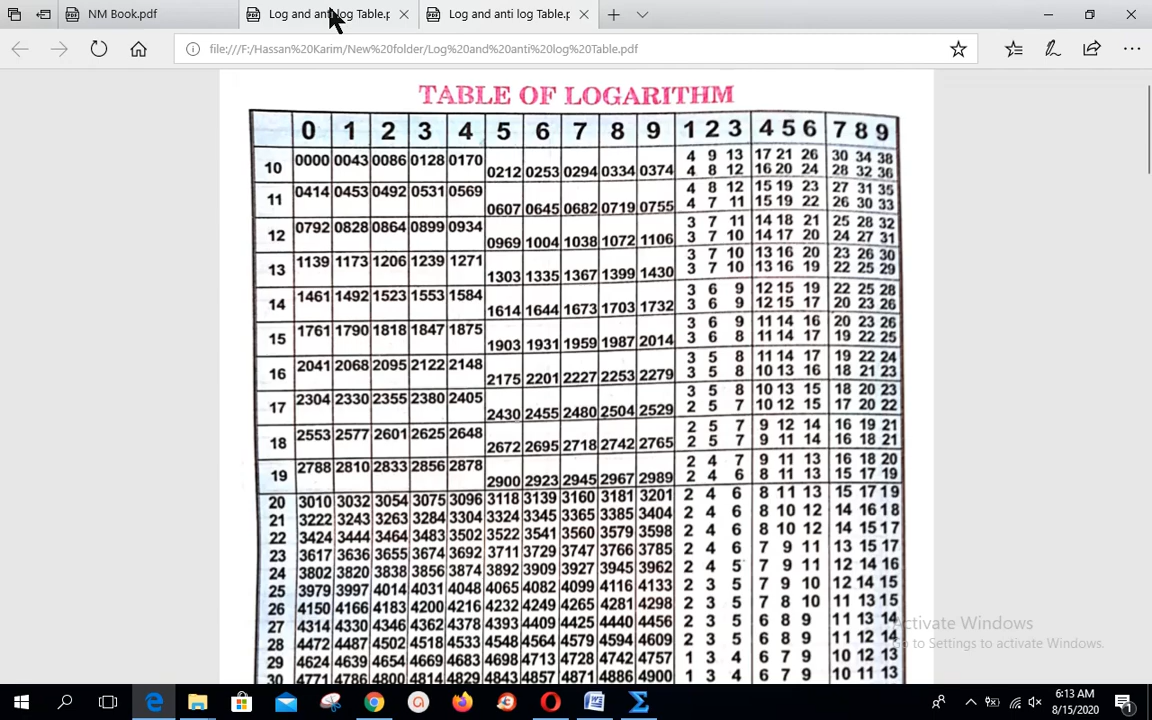 NM Book.pdf
Log and anti log Table.p
Log and anti log Table.p
file:///F:/Hassan%20Karim/New%20folder/Log%20and%20anti%20log%20Table.pdf
TABLE OF LOGARITHM
0 1 2 3 4 5 6 7 8 9 1 2 3 4 5 6 7 8 9
10 0000 0043 0086 0128 0170 4 9 13 17 21 26 30 34 38
0212 0253 0294 0334 0374 4 8 12 16 20 24 28 32 36
11 0414 0453 0492 0531 0569 4 8 12 15 19 23 27 31 35
0607 0645 0682 0719 0755 4 7 11 15 19 22 26 30 33
12 0792 0828 0864 0899 0934 3 7 11 14 18 21 25 28 32
0969 1004 1038 1072 1106 3 7 10 14 17 20 24 27 31
13 1139 1173 1206 1239 1271 3 7 10 13 16 20 23 26 30
1303 1335 1367 1399 1430 3 7 10 13 16 19 22 25 29
14 1461 1492 1523 1553 1584 3 6 9 12 15 19 22 25 28
1614 1644 1673 1703 1732 3 6 9 12 15 17 20 23 26
15 1761 1790 1818 1847 1875 3 6 9 11 14 16 20 23 26
1903 1931 1959 1987 2014 3 6 8 11 14 17 19 22 25
16 2041 2068 2095 2122 2148 3 5 8 11 14 17 19 22 24
2175 2201 2227 2253 2279 3 5 8 10 13 16 18 21 23
17 2304 2330 2355 2380 2405 3 5 8 10 13 15 18 20 23
2430 2455 2480 2504 2529 2 5 7 10 12 15 17 20 22
18 2553 2577 2601 2625 2648 2 5 7 9 12 14 16 19 21
2672 2695 2718 2742 2765 2 5 7 9 11 14 16 18 21
19 2788 2810 2833 2856 2878 2 4 7 9 11 13 16 18 20
2900 2923 2945 2967 2989 2 4 6 8 11 13 15 17 19
20 3010 3032 3054 3075 3096 3118 3139 3160 3181 3201 2 4 6 8 11 13 15 17 19
21 3222 3243 3263 3284 3304 3324 3345 3365 3385 3404 2 4 6 8 10 12 14 16 18
22 3424 3444 3464 3483 3502 3522 3541 3560 3579 3598 2 4 6 8 10 12 14 15 17
23 3617 3636 3655 3674 3692 3711 3729 3747 3766 3785 2 4 6 7 9 11 13 15 17
24 3802 3820 3838 3856 3874 3892 3909 3927 3945 3962 2 4 5 7 9 11 12 14 16
25 3979 3997 4014 4031 4048 4065 4082 4099 4116 4133 2 3 5 7 9 10 12 14 15
26 4150 4166 4183 4200 4216 4232 4249 4265 4281 4298 2 3 5 7 8 10 11 13 15
27 4314 4330 4346 4362 4378 4393 4409 4425 4440 4456 2 3 5 6 8 9 11 13 14
28 4472 4487 4502 4518 4533 4548 4564 4579 4594 4609 2 3 5 6 8 9 11 12 14
29 4624 4639 4654 4669 4683 4698 4713 4728 4742 4757 1 3 4 6 7 9 10 12 13
30 4771 4786 4800 4814 4829 4843 4857 4871 4886 4900 1 3 4 6 7 9 10 11 13
Activate Windows
Go to Settings to activate Windows.
6:13 AM
8/15/2020
1